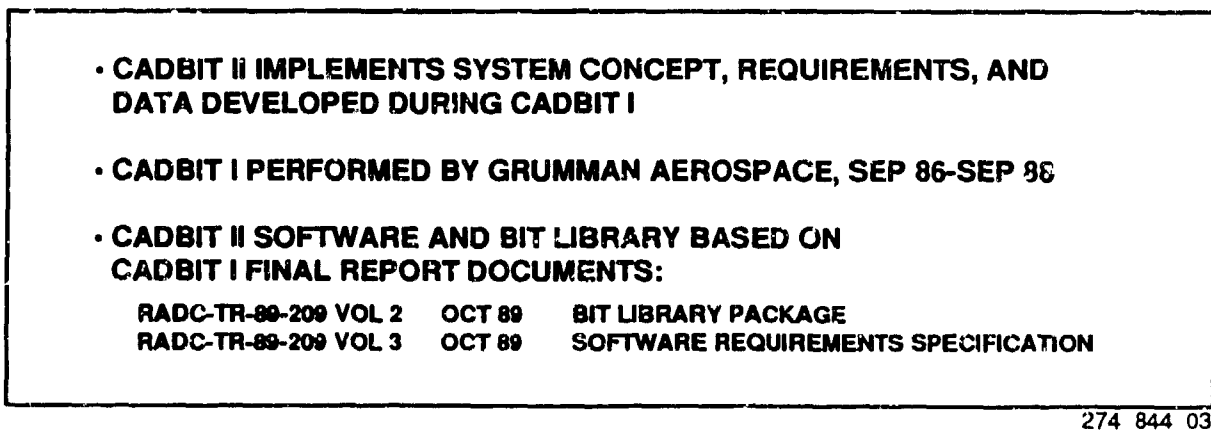 • CADBIT II IMPLEMENTS SYSTEM CONCEPT, REQUIREMENTS, AND
DATA DEVELOPED DURING CADBIT I
• CADBIT I PERFORMED BY GRUMMAN AEROSPACE, SEP 86-SEP 88
• CADBIT II SOFTWARE AND BIT LIBRARY BASED ON
CADBIT I FINAL REPORT DOCUMENTS:
RADC-TR-89-209 VOL 2 OCT 89 BIT LIBRARY PACKAGE
RADC-TR-89-209 VOL 3 OCT 89 SOFTWARE REQUIREMENTS SPECIFICATION
274 844 03